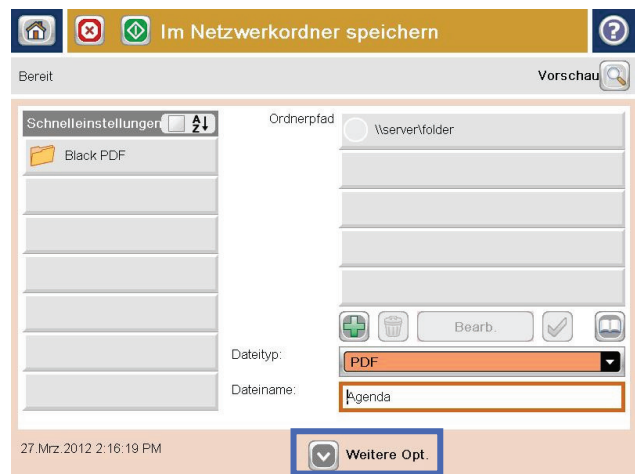 Im Netzwerkordner speichern
Bereit
Vorschau
Schnelleinstellungen
A
Z
Ordnerpfad
\\server\folder
Black PDF
Bearb.
Dateityp:
PDF
Dateiname:
Agenda
27.Mrz.2012 2:16:19 PM
Weitere Opt.